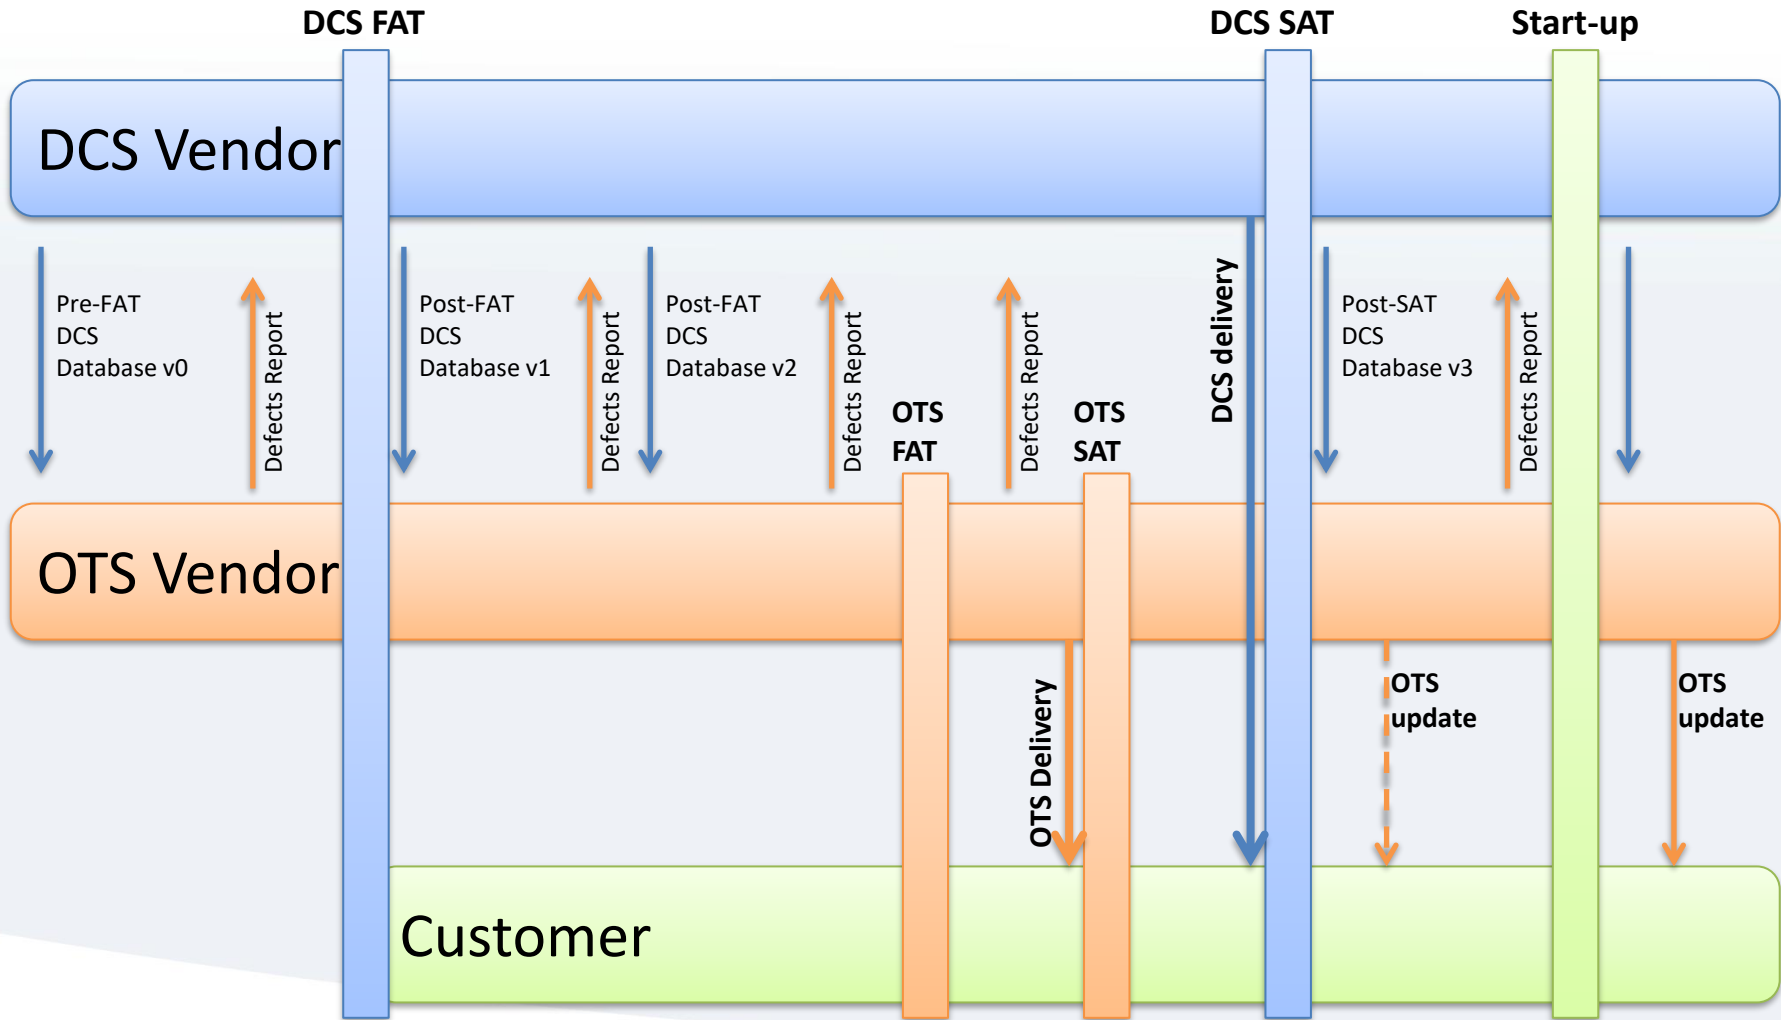 DCS FAT
DCS SAT
Start-up
DCS Vendor
Pre-FAT
DCS
Database v0
Defects Report
Post-FAT
DCS
Database v1
Defects Report
Post-FAT
DCS
Database v2
Defects Report
OTS
FAT
Defects Report
OTS
SAT
DCS delivery
Post-SAT
DCS
Database v3
Defects Report
OTS Vendor
OTS Delivery
OTS
update
OTS
update
Customer